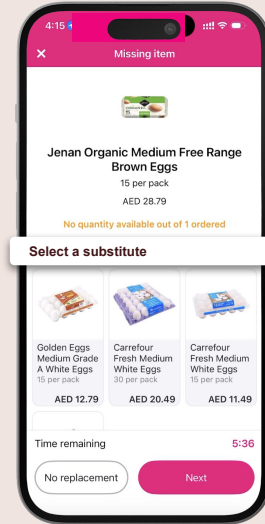 4:15
Missing item
Jenan Organic Medium Free Range
Brown Eggs
15 per pack
AED 28.79
No quantity available out of 1 ordered
Select a substitute
Golden Eggs
Medium Grade
A White Eggs
15 per pack
AED 12.79
Carrefour
Fresh Medium
White Eggs
30 per pack
AED 20.49
Carrefour
Fresh Medium
White Eggs
15 per pack
AED 11.49
Time remaining
5:36
No replacement
Next